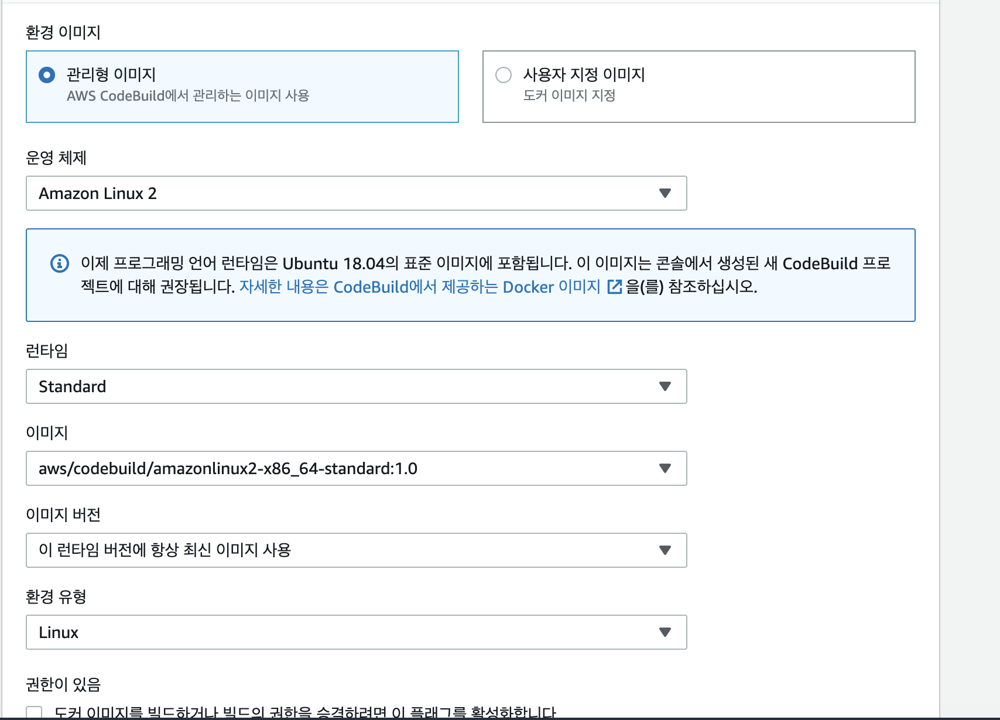 환경 이미지
관리형 이미지
AWS CodeBuild에서 관리하는 이미지 사용
사용자 지정 이미지
도커 이미지 지정
운영 체제
Amazon Linux 2
이제 프로그래밍 언어 런타임은 Ubuntu 18.04의 표준 이미지에 포함됩니다. 이 이미지는 콘솔에서 생성된 새 CodeBuild 프로
젝트에 대해 권장됩니다. 자세한 내용은 CodeBuild에서 제공하는 Docker 이미지 을(를) 참조하십시오.
런타임
Standard
이미지
aws/codebuild/amazonlinux2-x86_64-standard:1.0
이미지 버전
이 런타임 버전에 항상 최신 이미지 사용
환경 유형
Linux
권한이 있음
도커 이미지를 빌드하거나 빌드의 권한을 승격하려면 이 플래그를 활성화합니다